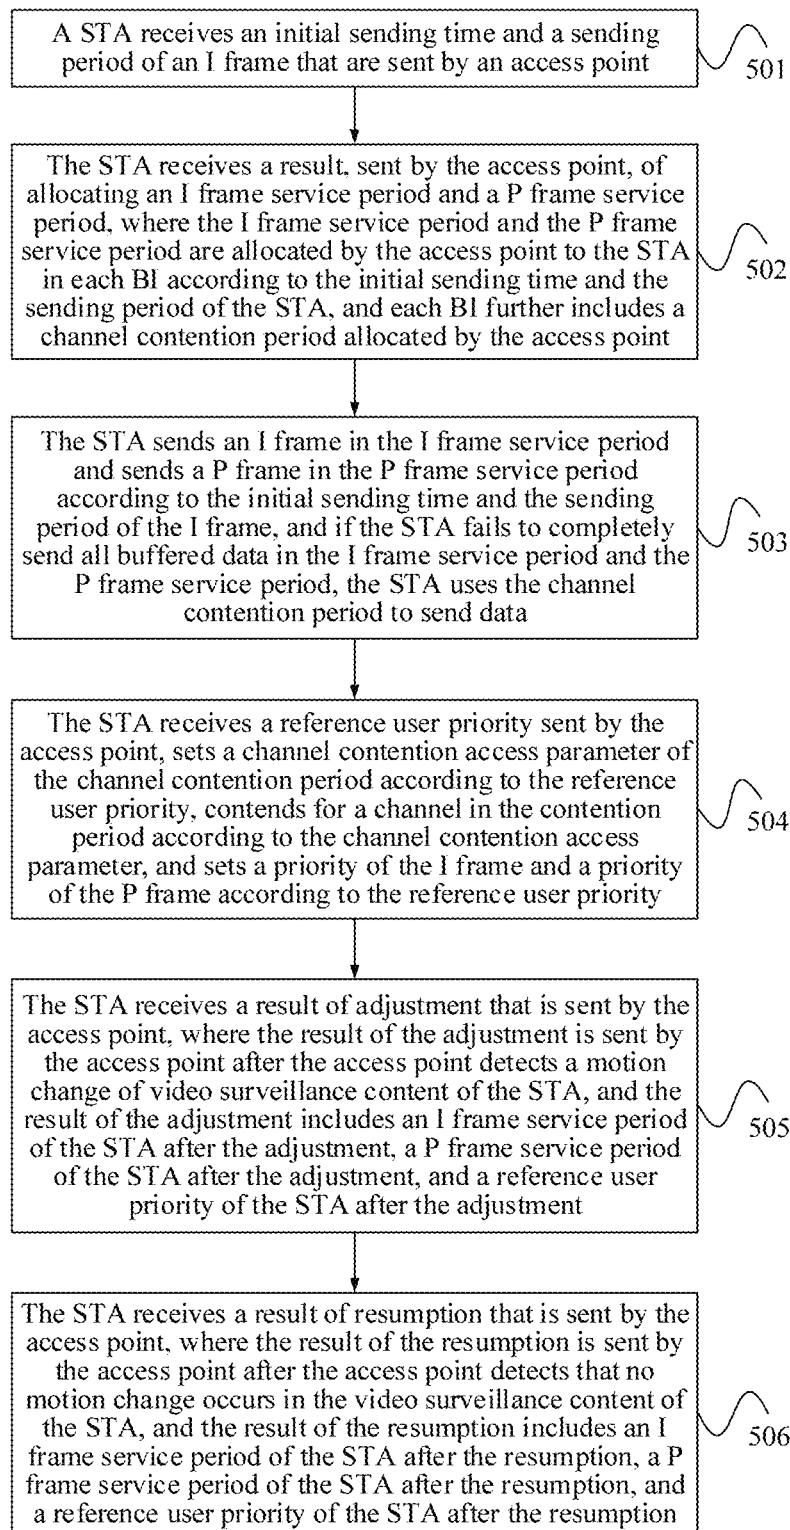 A STA receives an initial sending time and a sending
period of an I frame that are sent by an access point
501
The STA receives a result, sent by the access point, of
allocating an I frame service period and a P frame service
period, where the I frame service period and the P frame
service period are allocated by the access point to the STA
in each BI according to the initial sending time and the
sending period of the STA, and each BI further includes a
channel contention period allocated by the access point
502
The STA sends an I frame in the I frame service period
and sends a P frame in the P frame service period
according to the initial sending time and the sending
period of the I frame, and if the STA fails to completely
send all buffered data in the I frame service period and the
P frame service period, the STA uses the channel
contention period to send data
503
The STA receives a reference user priority sent by the
access point, sets a channel contention access parameter of
the channel contention period according to the reference
user priority, contends for a channel in the contention
period according to the channel contention access
parameter, and sets a priority of the I frame and a priority
of the P frame according to the reference user priority
504
The STA receives a result of adjustment that is sent by the
access point, where the result of the adjustment is sent by
the access point after the access point detects a motion
change of video surveillance content of the STA, and the
result of the adjustment includes an I frame service period
of the STA after the adjustment, a P frame service period
of the STA after the adjustment, and a reference user
priority of the STA after the adjustment
505
The STA receives a result of resumption that is sent by the
access point, where the result of the resumption is sent by
the access point after the access point detects that no
motion change occurs in the video surveillance content of
the STA, and the result of the resumption includes an I
frame service period of the STA after the resumption, a P
frame service period of the STA after the resumption, and
a reference user priority of the STA after the resumption
506